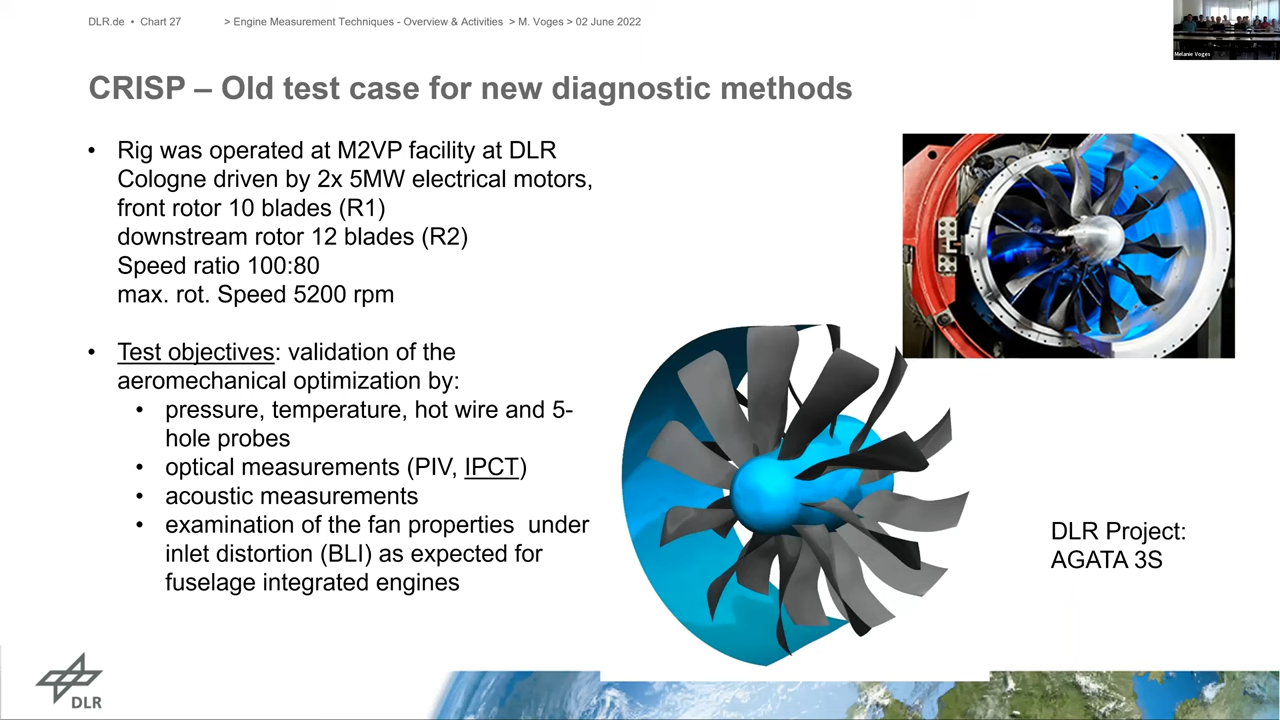 DLR.de • Chart 27 > Engine Measurement Techniques - Overview & Activities > M. Voges > 02 June 2022
Melanie Voges
CRISP – Old test case for new diagnostic methods
• Rig was operated at M2VP facility at DLR
Cologne driven by 2x 5MW electrical motors,
front rotor 10 blades (R1)
downstream rotor 12 blades (R2)
Speed ratio 100:80
max. rot. Speed 5200 rpm
• Test objectives: validation of the
aeromechanical optimization by:
• pressure, temperature, hot wire and 5-
hole probes
• optical measurements (PIV, IPCT)
• acoustic measurements
• examination of the fan properties under
inlet distortion (BLI) as expected for
fuselage integrated engines
DLR Project:
AGATA 3S
DLR